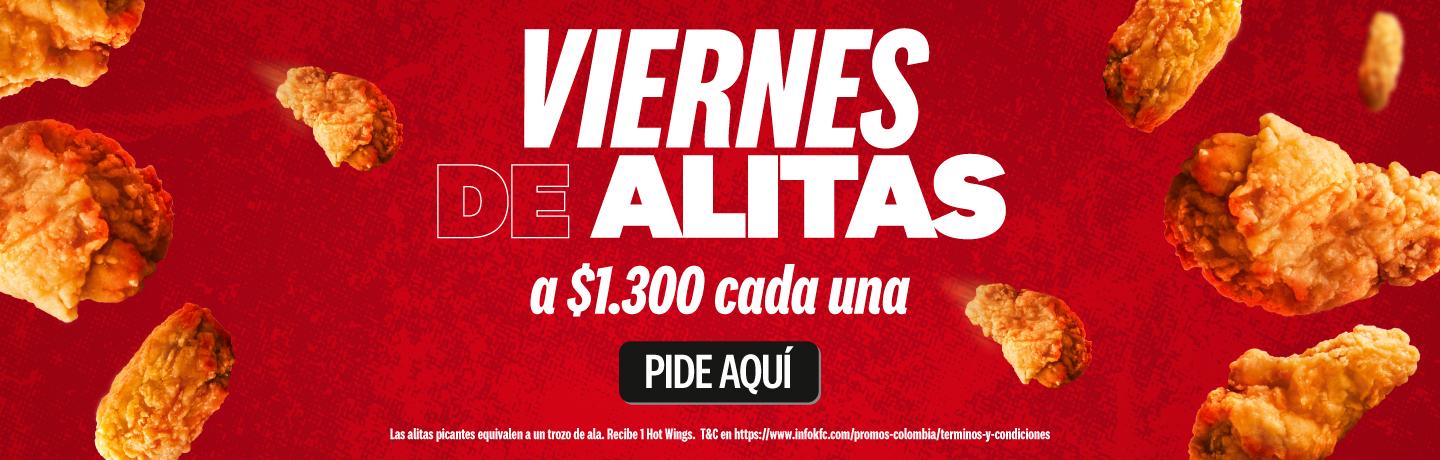 VIERNES
DE ALITAS
a $1.300 cada una
PIDE AQUÍ
Las alitas picantes equivalen a un trozo de ala. Recibe 1 Hot Wings. T&C en https://www.infokfc.com/promos-colombia/terminos-y-condiciones